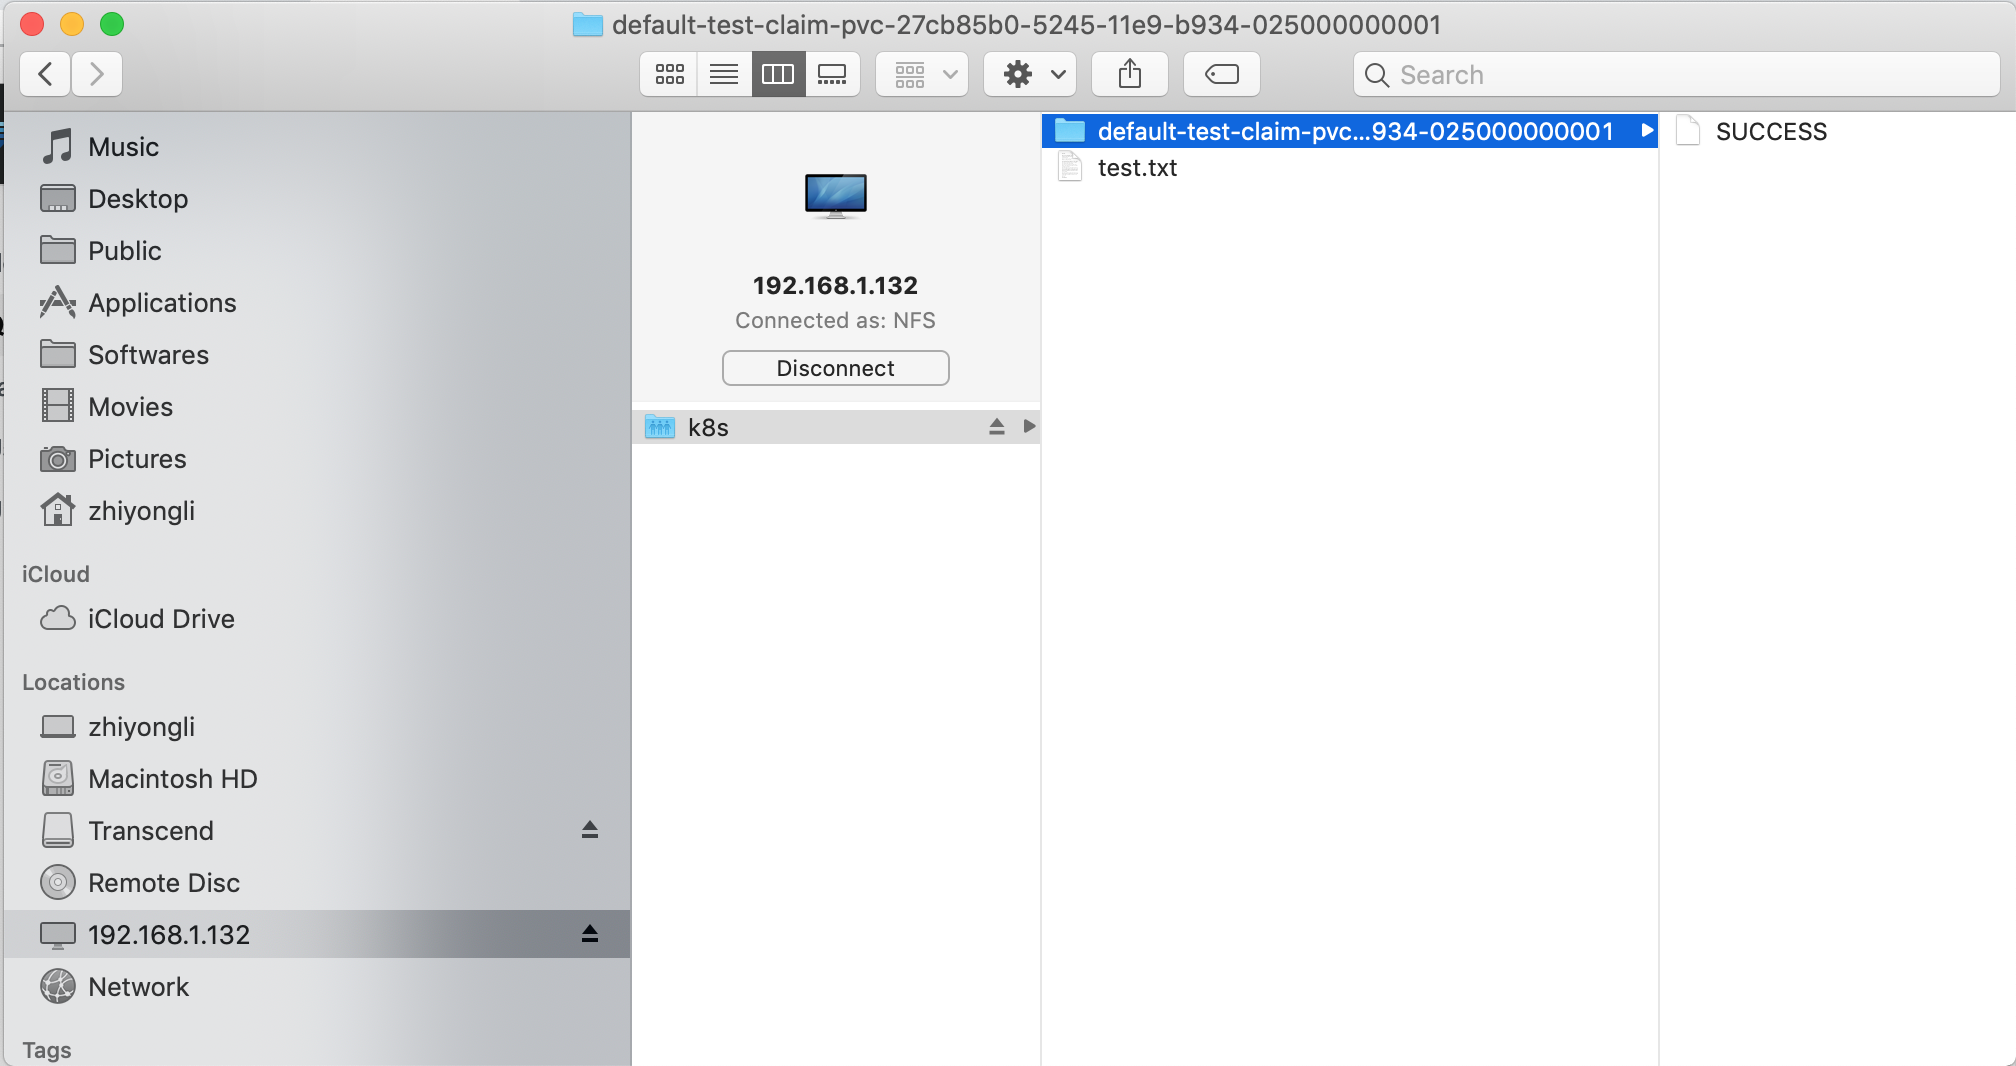 default-test-claim-pvc-27cb85b0-5245-11e9-b934-025000000001
Search
Music
Desktop
Public
Applications
Softwares
Movies
Pictures
zhiyongli
iCloud
iCloud Drive
Locations
zhiyongli
Macintosh HD
Transcend
Remote Disc
192.168.1.132
Network
Tags
192.168.1.132
Connected as: NFS
Disconnect
k8s
default-test-claim-pvc...934-025000000001
test.txt
SUCCESS